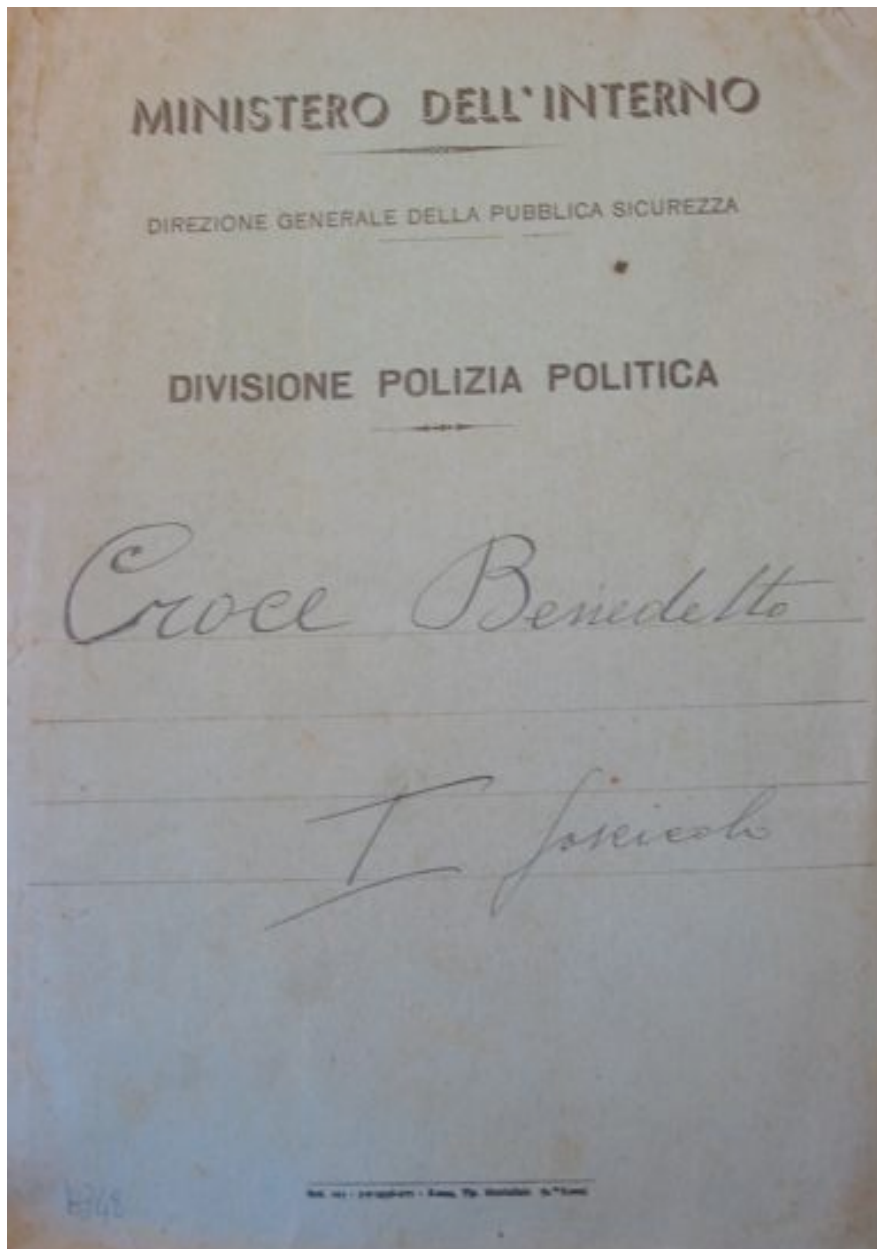 MINISTERO DELL'INTERNO
DIREZIONE GENERALE DELLA PUBBLICA SICUREZZA
DIVISIONE POLIZIA POLITICA
Croce Benedetto
I fascicolo